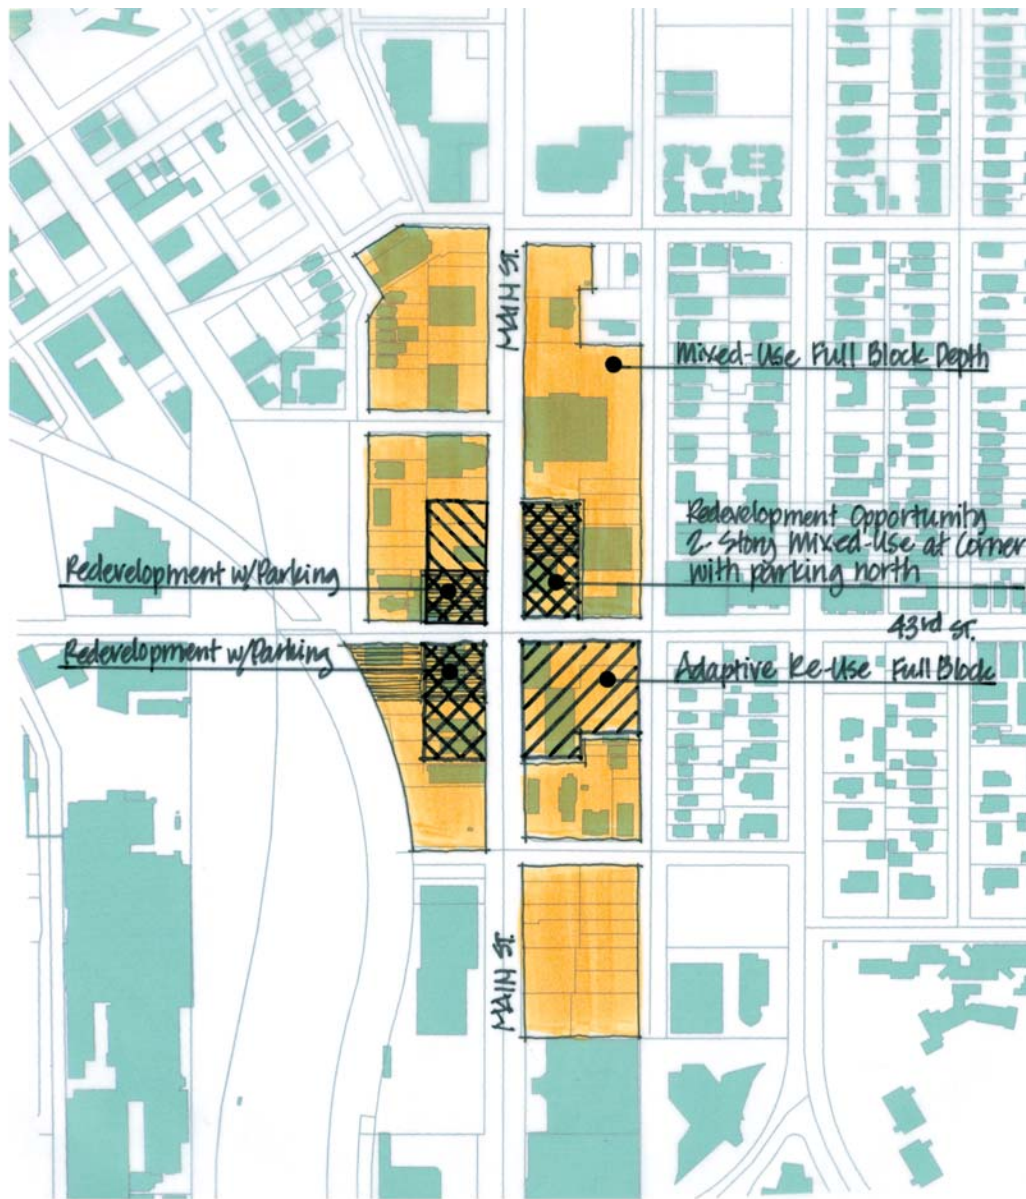 MAIN ST.
Mixed-Use Full Block Depth
Redevelopment Opportunity
2-Story Mixed-Use at Corner
with parking north
Redevelopment w/Parking
43rd St.
Redevelopment w/Parking
Adaptive Re-Use Full Block
MAIN ST.